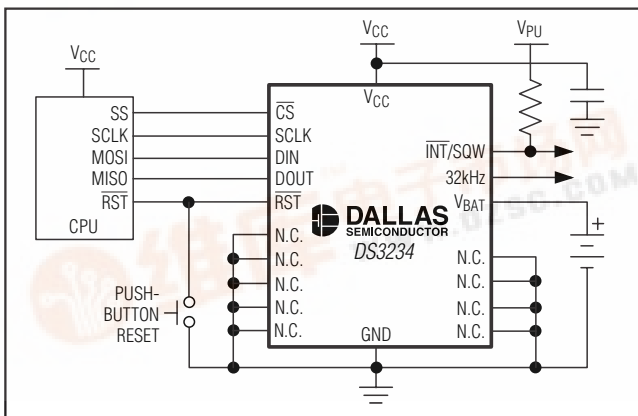 VCC
VCC
VPU
VCC
SS
SCLK
MOSI
MISO
RST
CPU
CS
SCLK
DIN
DOUT
RST
N.C.
N.C.
N.C.
N.C.
N.C.
INT/SQW
32kHz
VBAT
N.C.
N.C.
N.C.
N.C.
GND
DALLAS
SEMICONDUCTOR
DS3234
+
PUSH-
BUTTON
RESET